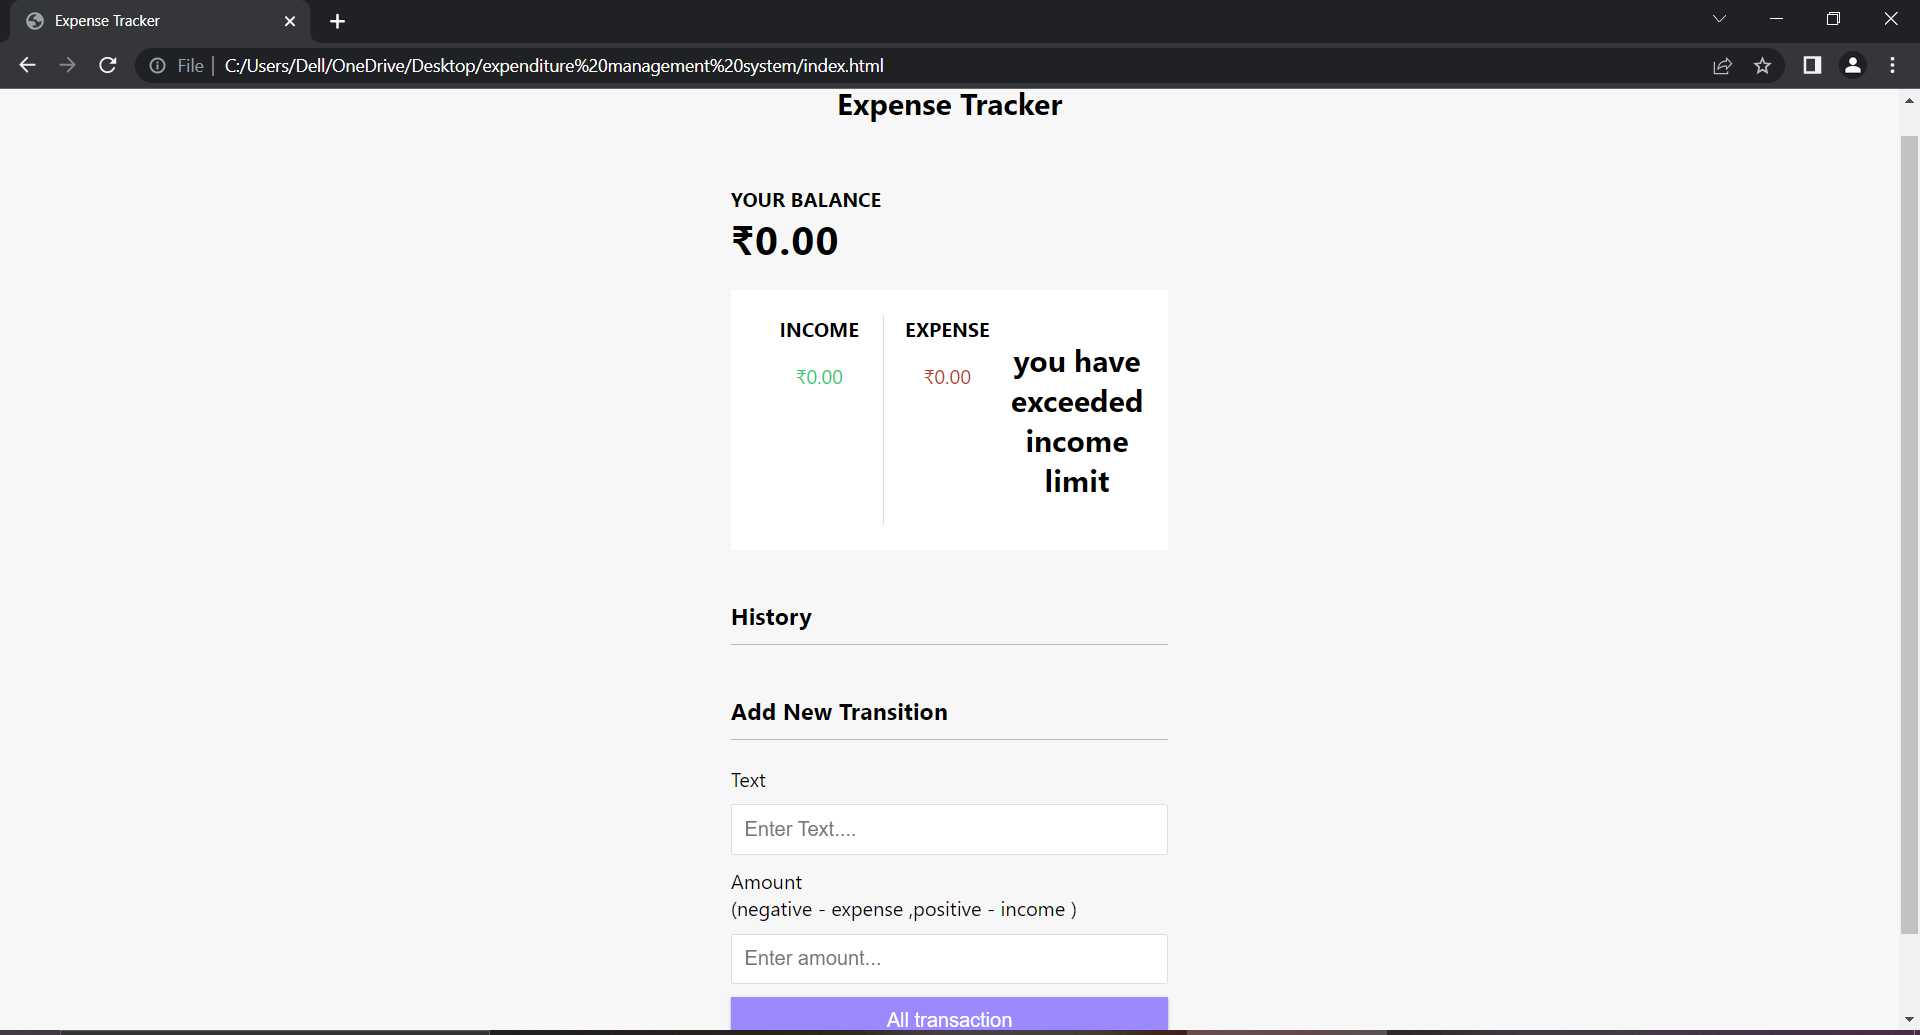 Expense Tracker
File | C:/Users/Dell/OneDrive/Desktop/expenditure%20management%20system/index.html
Expense Tracker
YOUR BALANCE
₹0.00
INCOME
₹0.00
EXPENSE
₹0.00
you have
exceeded
income
limit
History
Add New Transition
Text
Enter Text....
Amount
(negative - expense ,positive - income )
Enter amount...
All transaction